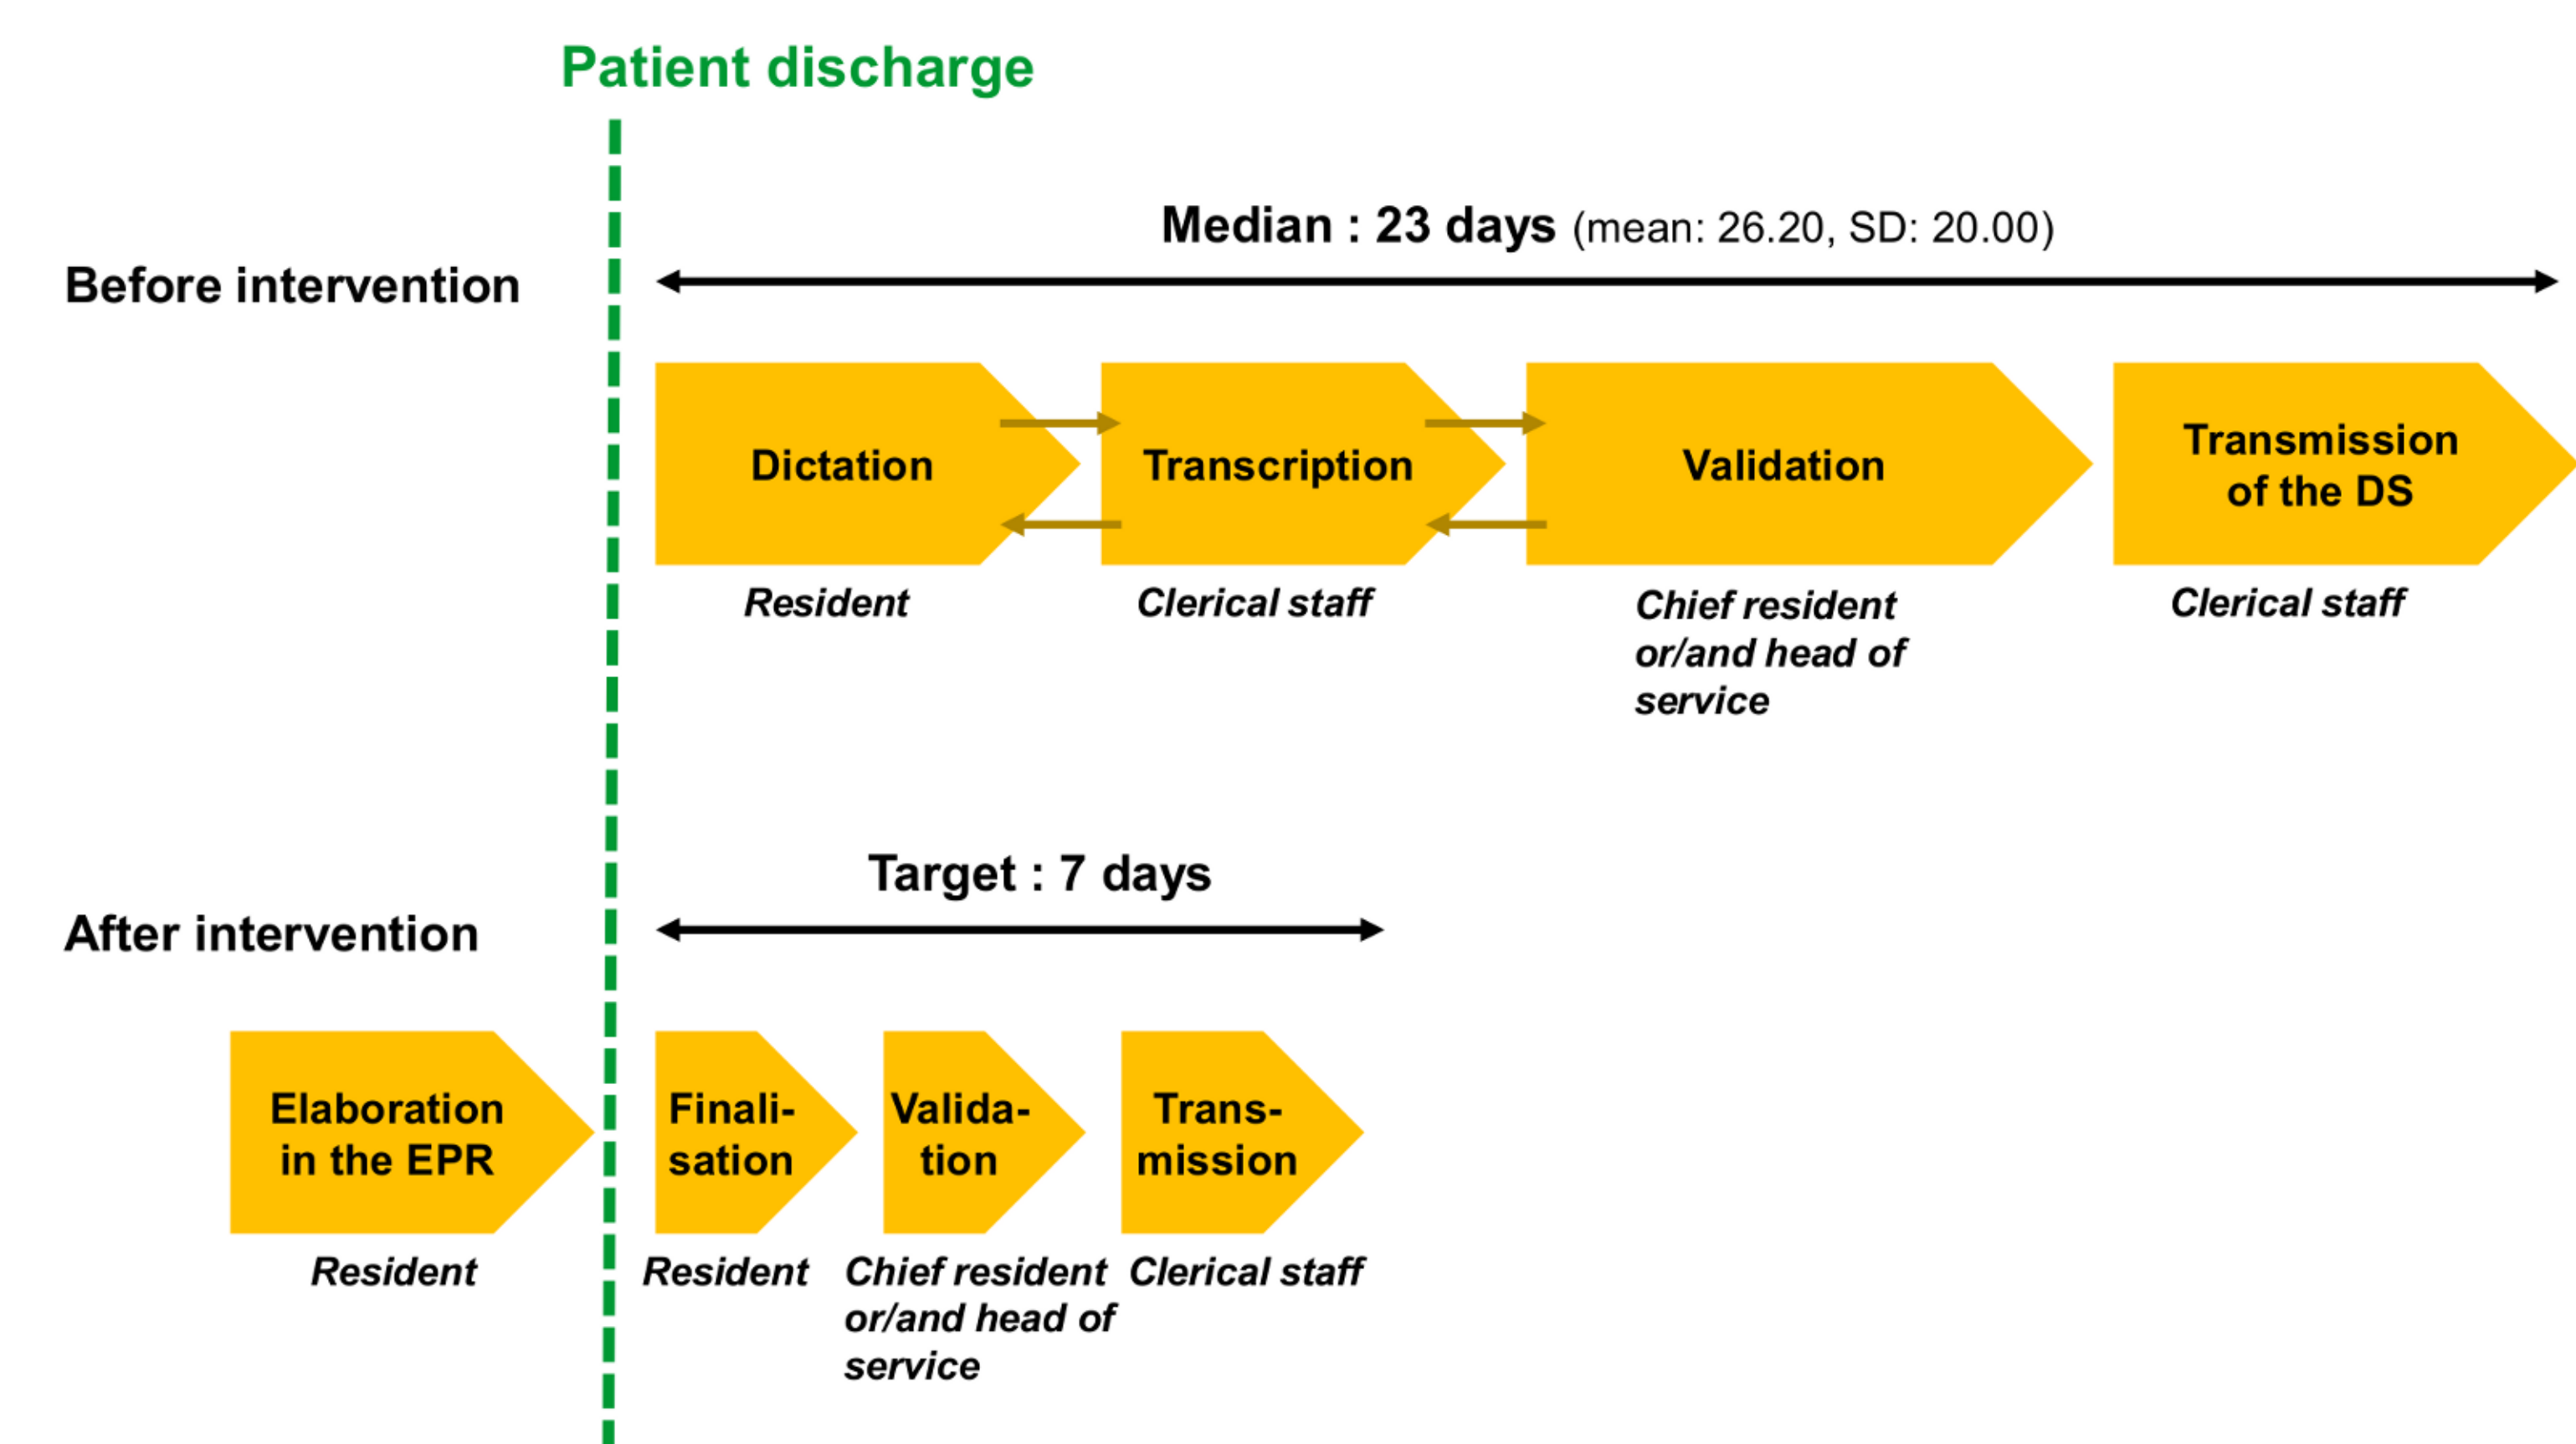 Patient discharge
Median : 23 days (mean: 26.20, SD: 20.00)
Before intervention
Dictation
Transcription
Validation
Transmission
of the DS
Resident
Clerical staff
Chief resident
or/and head of
service
Clerical staff
Target : 7 days
After intervention
Elaboration
in the EPR
Finali-
sation
Valida-
tion
Trans-
mission
Resident
Resident
Chief resident
or/and head of
service
Clerical staff